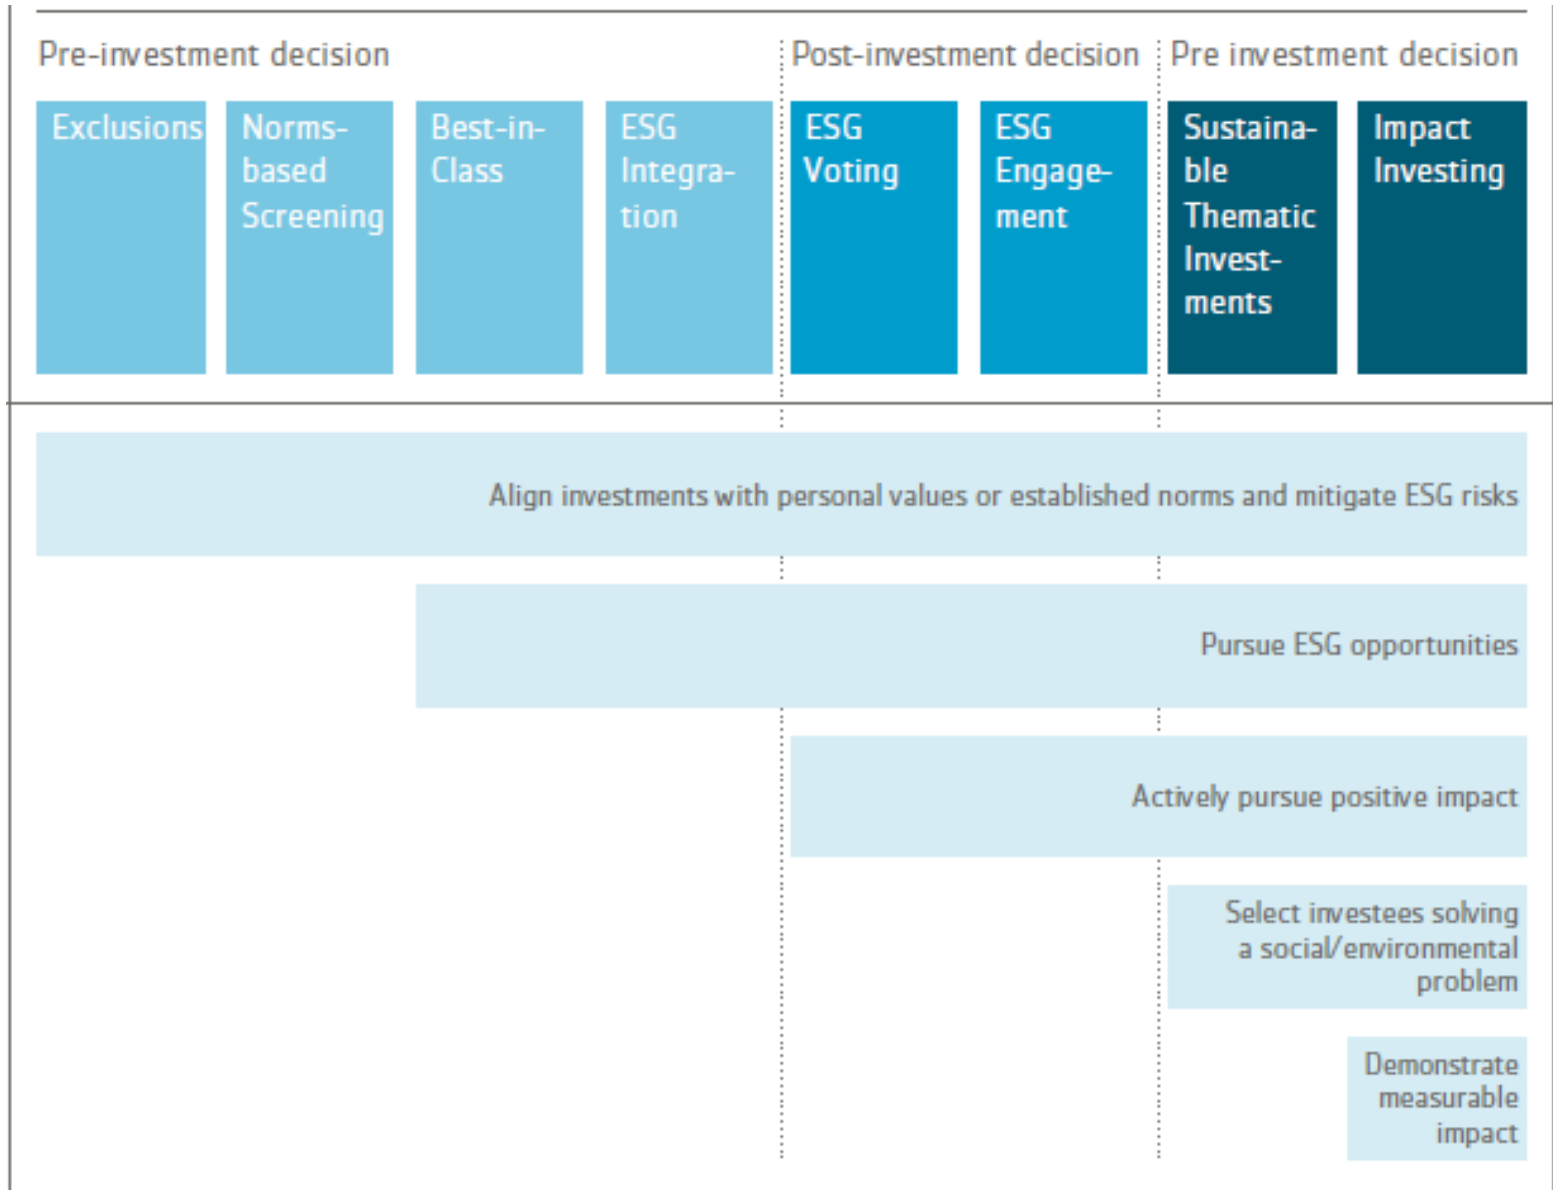 Pre-investment decision
Post-investment decision
Pre investment decision
Exclusions
Norms-
based
Screening
Best-in-
Class
ESG
Integra-
tion
ESG
Voting
ESG
Engage-
ment
Sustaina-
ble
Thematic
Invest-
ments
Impact
Investing
Align investments with personal values or established norms and mitigate ESG risks
Pursue ESG opportunities
Actively pursue positive impact
Select investees solving
a social/environmental
problem
Demonstrate
measurable
impact